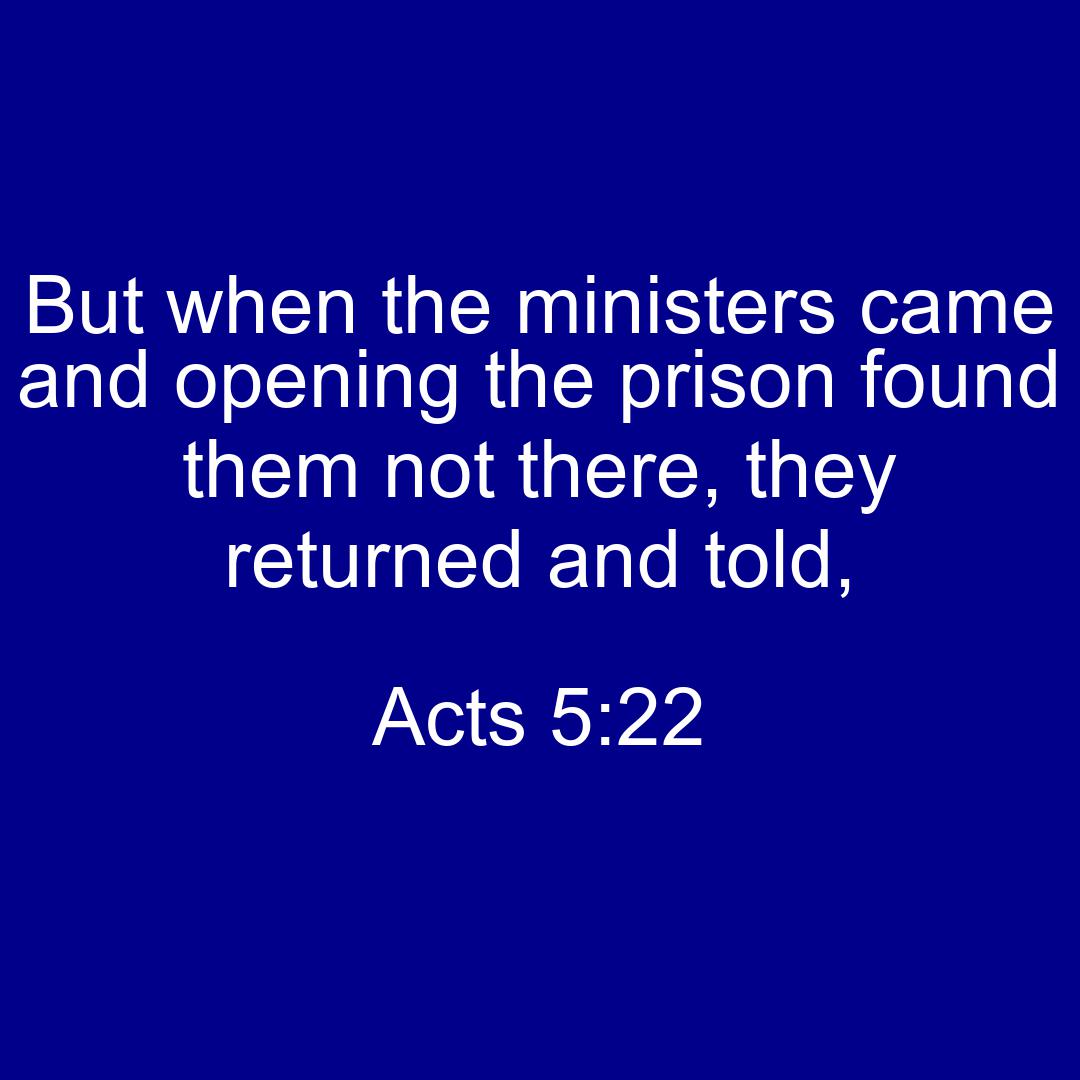 But when the ministers came
and opening the prison found
them not there, they
returned and told,
Acts 5:22